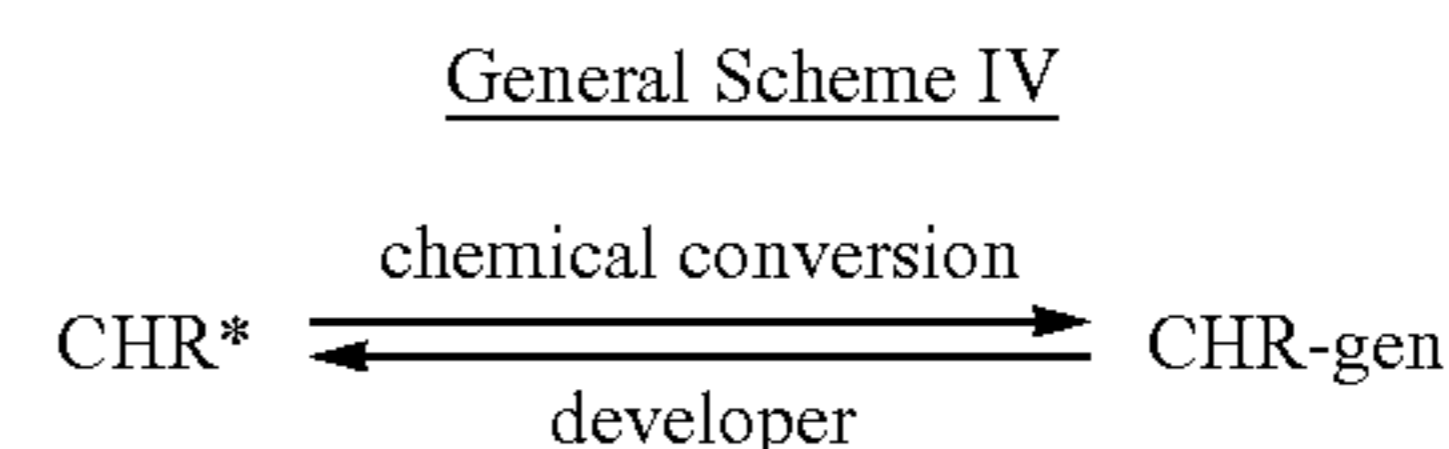 General Scheme IV
chemical conversion
CHR* CHR-gen
developer